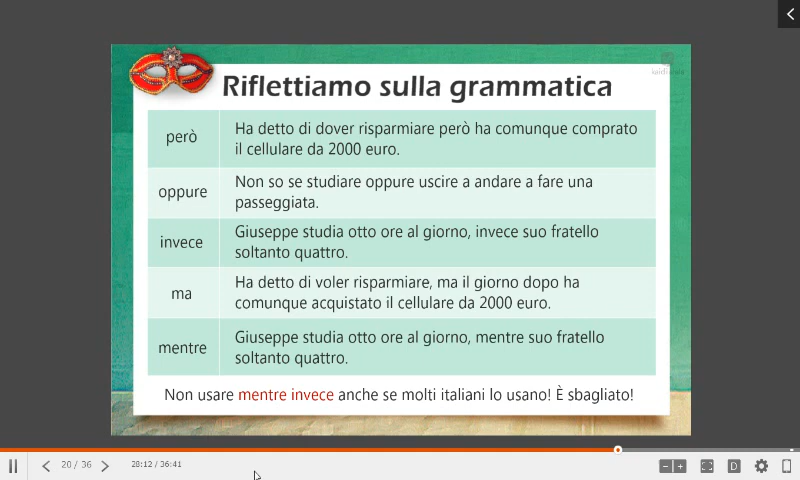 Riflettiamo sulla grammatica
però
Ha detto di dover risparmiare però ha comunque comprato
il cellulare da 2000 euro.
oppure
Non so se studiare oppure uscire a andare a fare una
passeggiata.
invece
Giuseppe studia otto ore al giorno, invece suo fratello
soltanto quattro.
ma
Ha detto di voler risparmiare, ma il giorno dopo ha
comunque acquistato il cellulare da 2000 euro.
mentre
Giuseppe studia otto ore al giorno, mentre suo fratello
soltanto quattro.
Non usare mentre invece anche se molti italiani lo usano! È sbagliato!
20 / 36
28:12 / 36:41
D